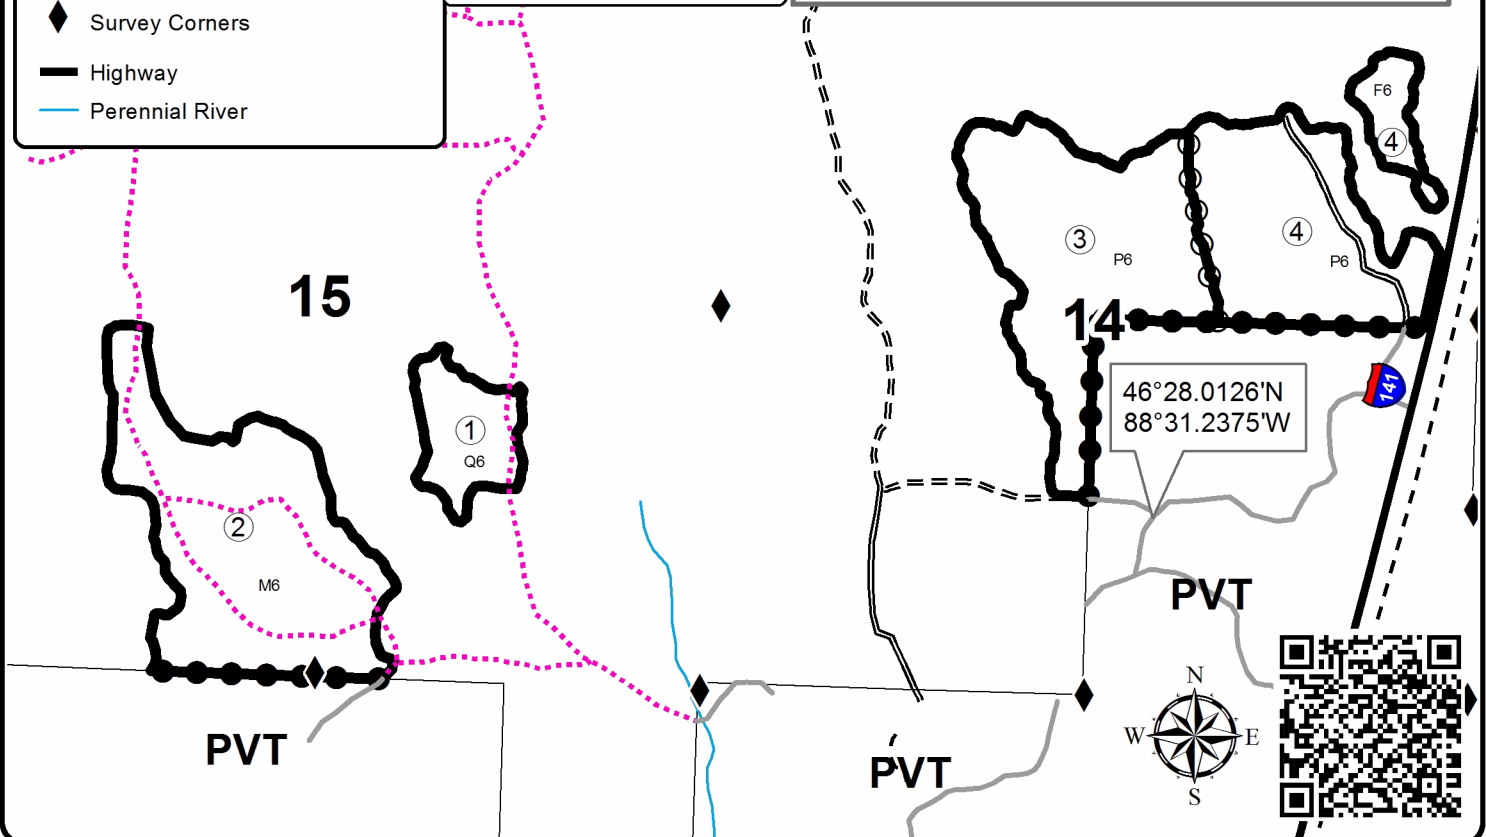 Survey Corners
Highway
Perennial River
F6
4
3
4
P6
P6
15
14
141
46°28.0126'N
88°31.2375'W
1
Q6
2
M6
PVT
N
W
E
S
PVT
PVT